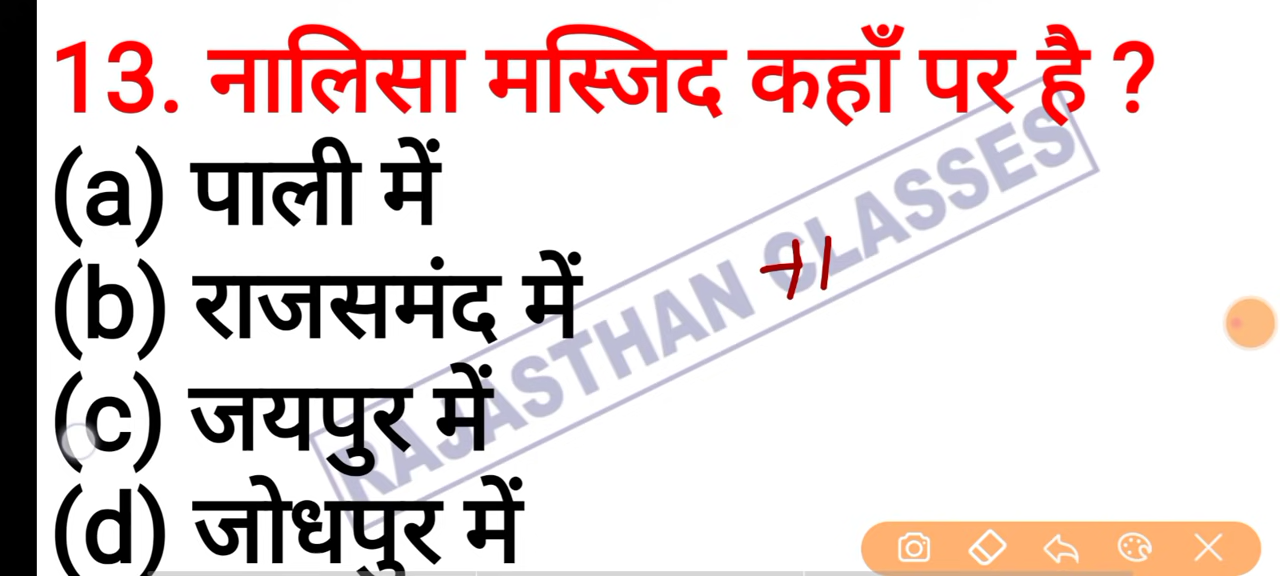 13. नालिसा मस्जिद कहाँ पर है ?
(a) पाली में
(b) राजसमंद में
(c) जयपुर में
(d) जोधपुर में
RAJASTHAN CLASSES